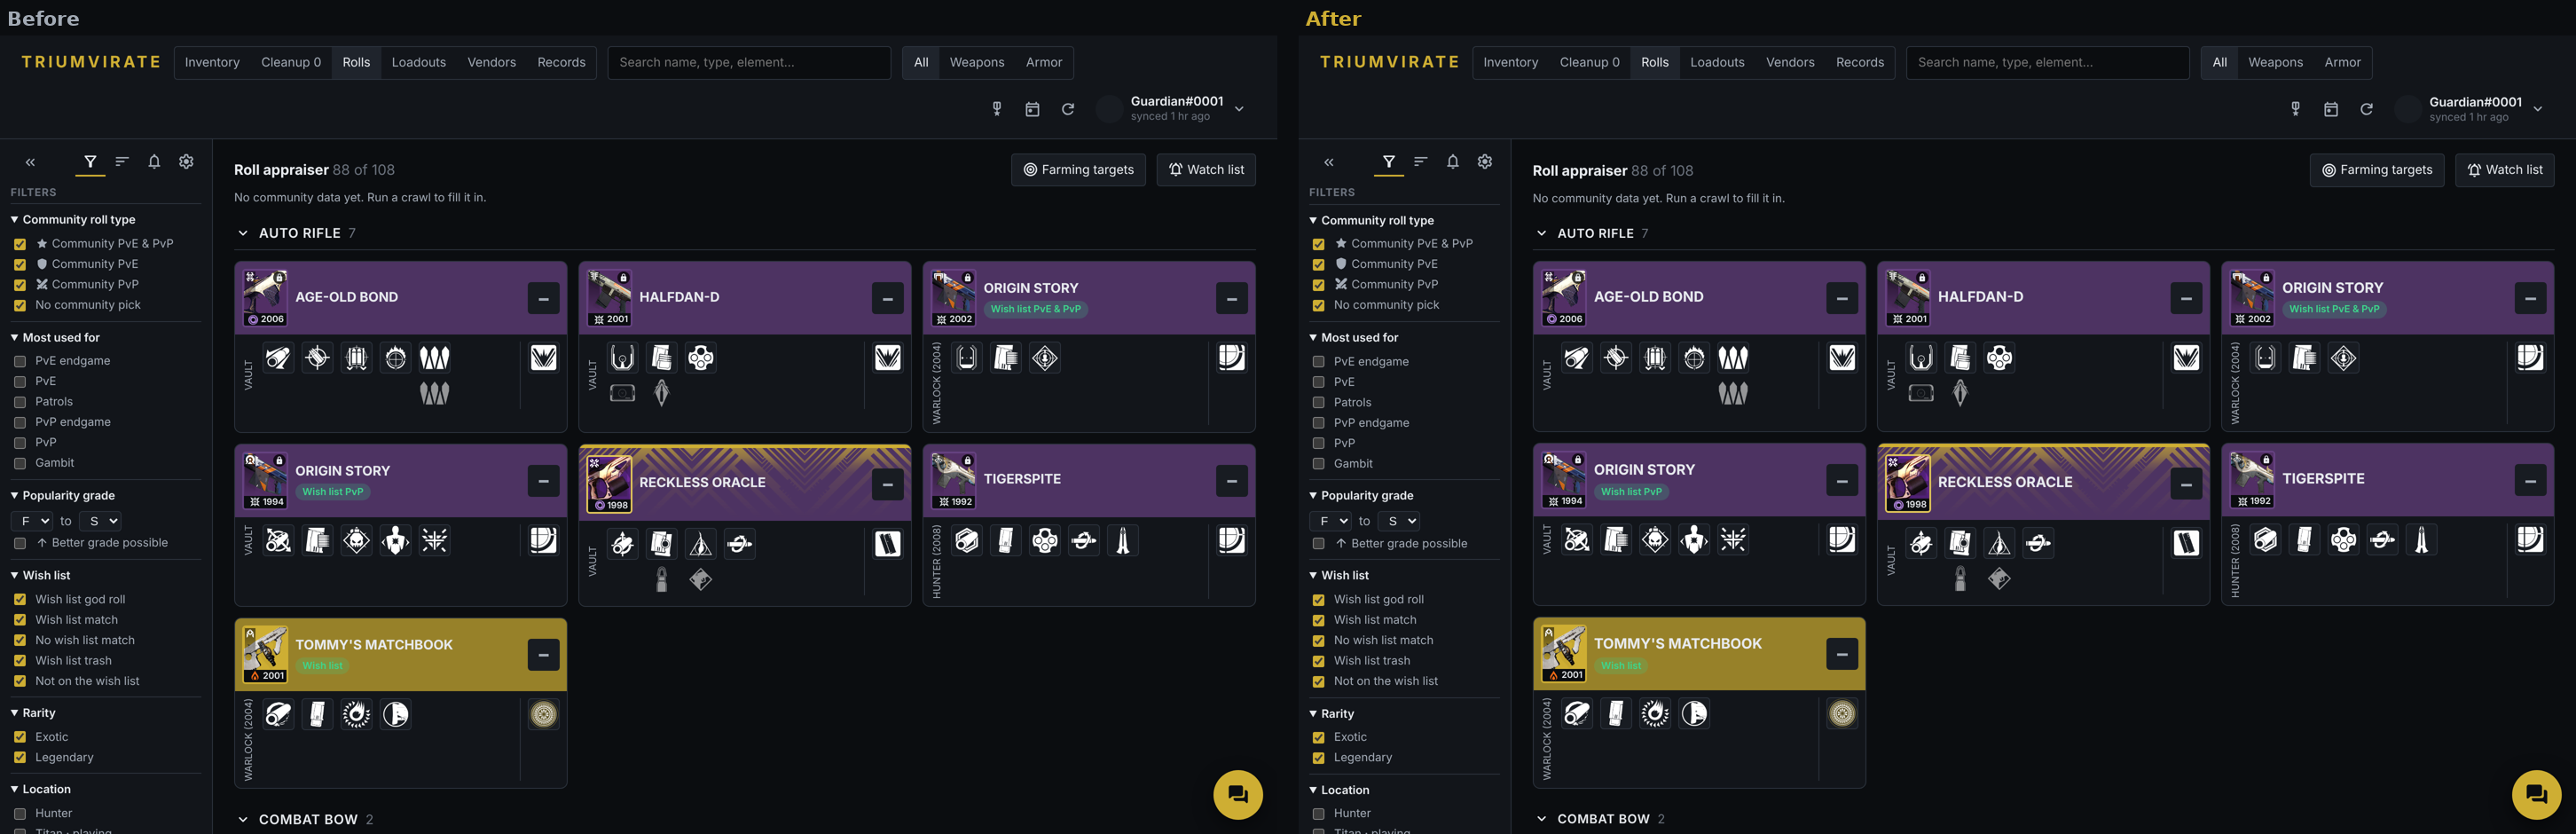 Before
TRIUMVIRATE Inventory Cleanup 0 Rolls Loadouts Vendors Records Search name, type, element... All Weapons Armor
Guardian#0001
synced 1 hr ago
FILTERS
Community roll type
Community PvE & PvP
Community PvE
Community PvP
No community pick
Most used for
PvE endgame
PvE
Patrols
PvP endgame
PvP
Gambit
Popularity grade
F to S
↑ Better grade possible
Wish list
Wish list god roll
Wish list match
No wish list match
Wish list trash
Not on the wish list
Rarity
Exotic
Legendary
Location
Hunter
Titan · playing
Roll appraiser 88 of 108 Farming targets Watch list
No community data yet. Run a crawl to fill it in.
AUTO RIFLE 7
AGE-OLD BOND
2006
VAULT
HALFDAN-D
2001
VAULT
ORIGIN STORY
Wish list PvE & PvP
2002
WARLOCK (2004)
ORIGIN STORY
Wish list PvP
1994
VAULT
RECKLESS ORACLE
1998
VAULT
TIGERSPITE
1992
HUNTER (2008)
TOMMY'S MATCHBOOK
Wish list
2001
WARLOCK (2004)
COMBAT BOW 2
After
TRIUMVIRATE Inventory Cleanup 0 Rolls Loadouts Vendors Records Search name, type, element... All Weapons Armor
Guardian#0001
synced 1 hr ago
FILTERS
Community roll type
Community PvE & PvP
Community PvE
Community PvP
No community pick
Most used for
PvE endgame
PvE
Patrols
PvP endgame
PvP
Gambit
Popularity grade
F to S
↑ Better grade possible
Wish list
Wish list god roll
Wish list match
No wish list match
Wish list trash
Not on the wish list
Rarity
Exotic
Legendary
Location
Hunter
Titan · playing
Roll appraiser 88 of 108 Farming targets Watch list
No community data yet. Run a crawl to fill it in.
AUTO RIFLE 7
AGE-OLD BOND
2006
VAULT
HALFDAN-D
2001
VAULT
ORIGIN STORY
Wish list PvE & PvP
2002
WARLOCK (2004)
ORIGIN STORY
Wish list PvP
1994
VAULT
RECKLESS ORACLE
1998
VAULT
TIGERSPITE
1992
HUNTER (2008)
TOMMY'S MATCHBOOK
Wish list
2001
WARLOCK (2004)
COMBAT BOW 2